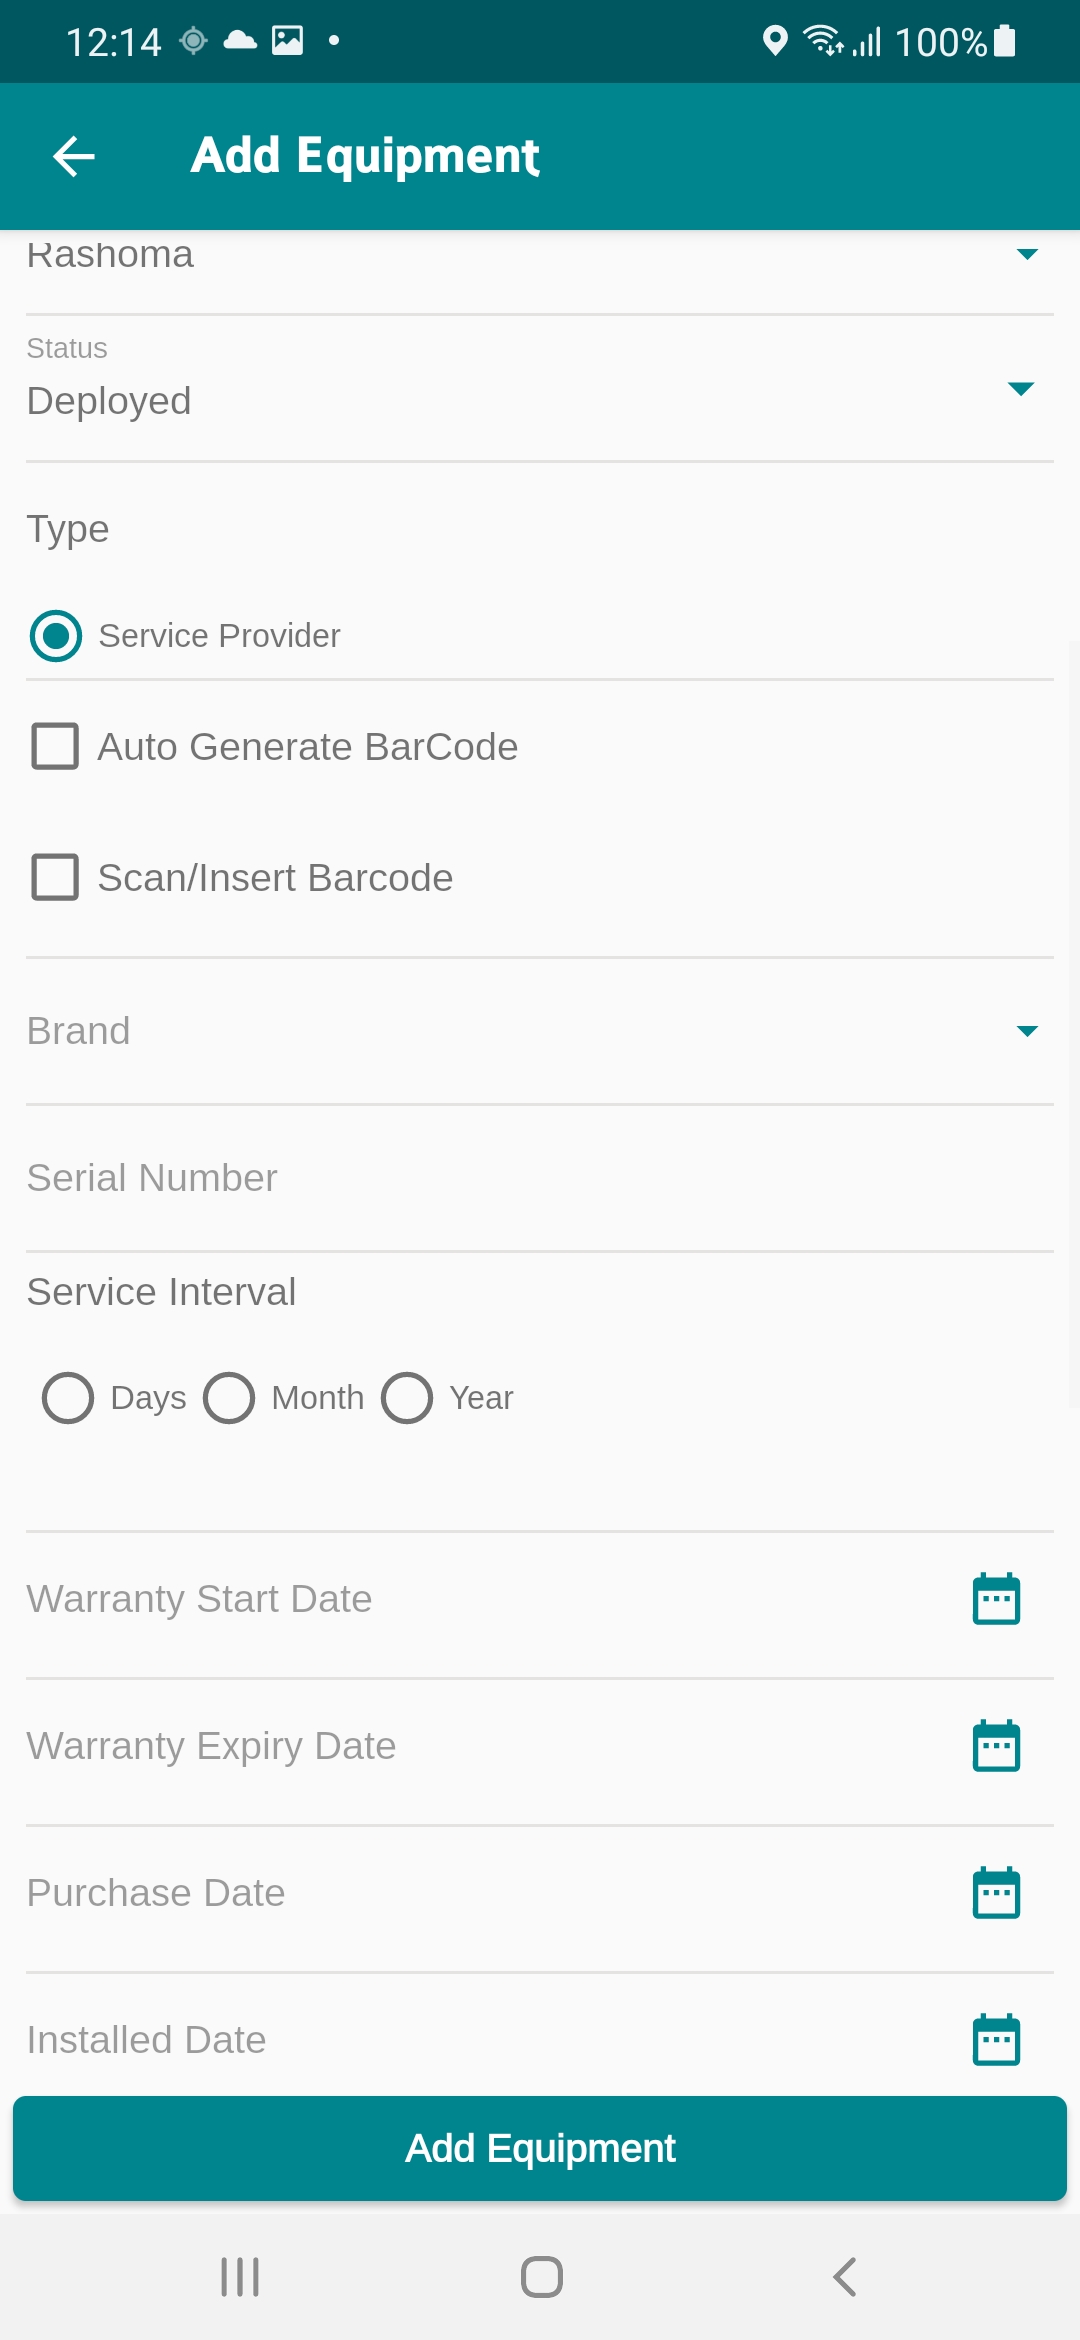 12:14 100%
Add Equipment
Rashoma
Status
Deployed
Type
Service Provider
Auto Generate BarCode
Scan/Insert Barcode
Brand
Serial Number
Service Interval
Days Month Year
Warranty Start Date
Warranty Expiry Date
Purchase Date
Installed Date
Add Equipment